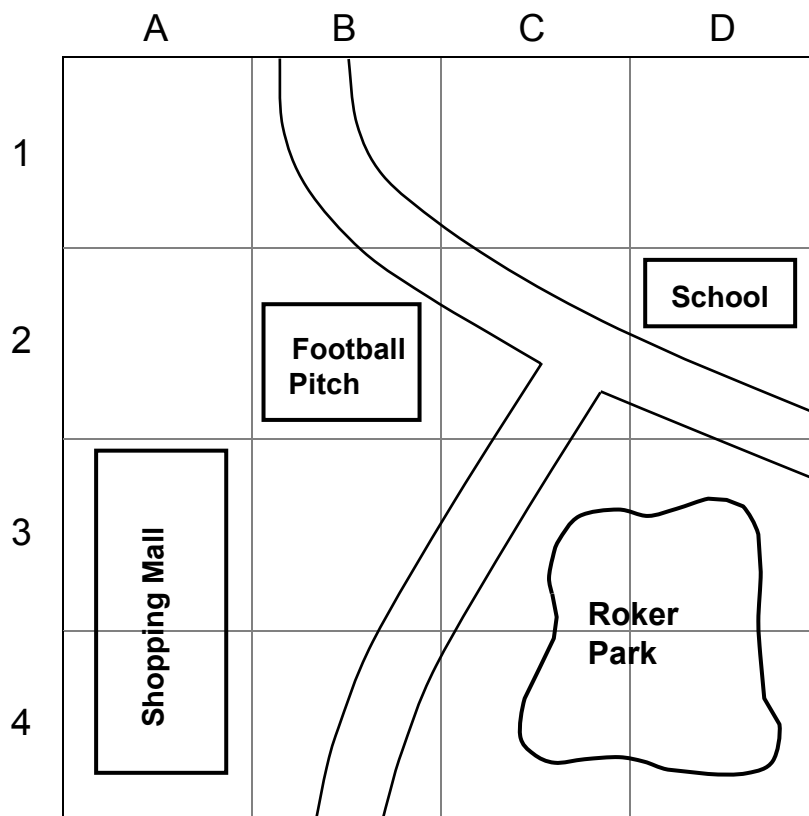 A B C D
1
School
2
Football
Pitch
3
Shopping Mall
Roker
Park
4